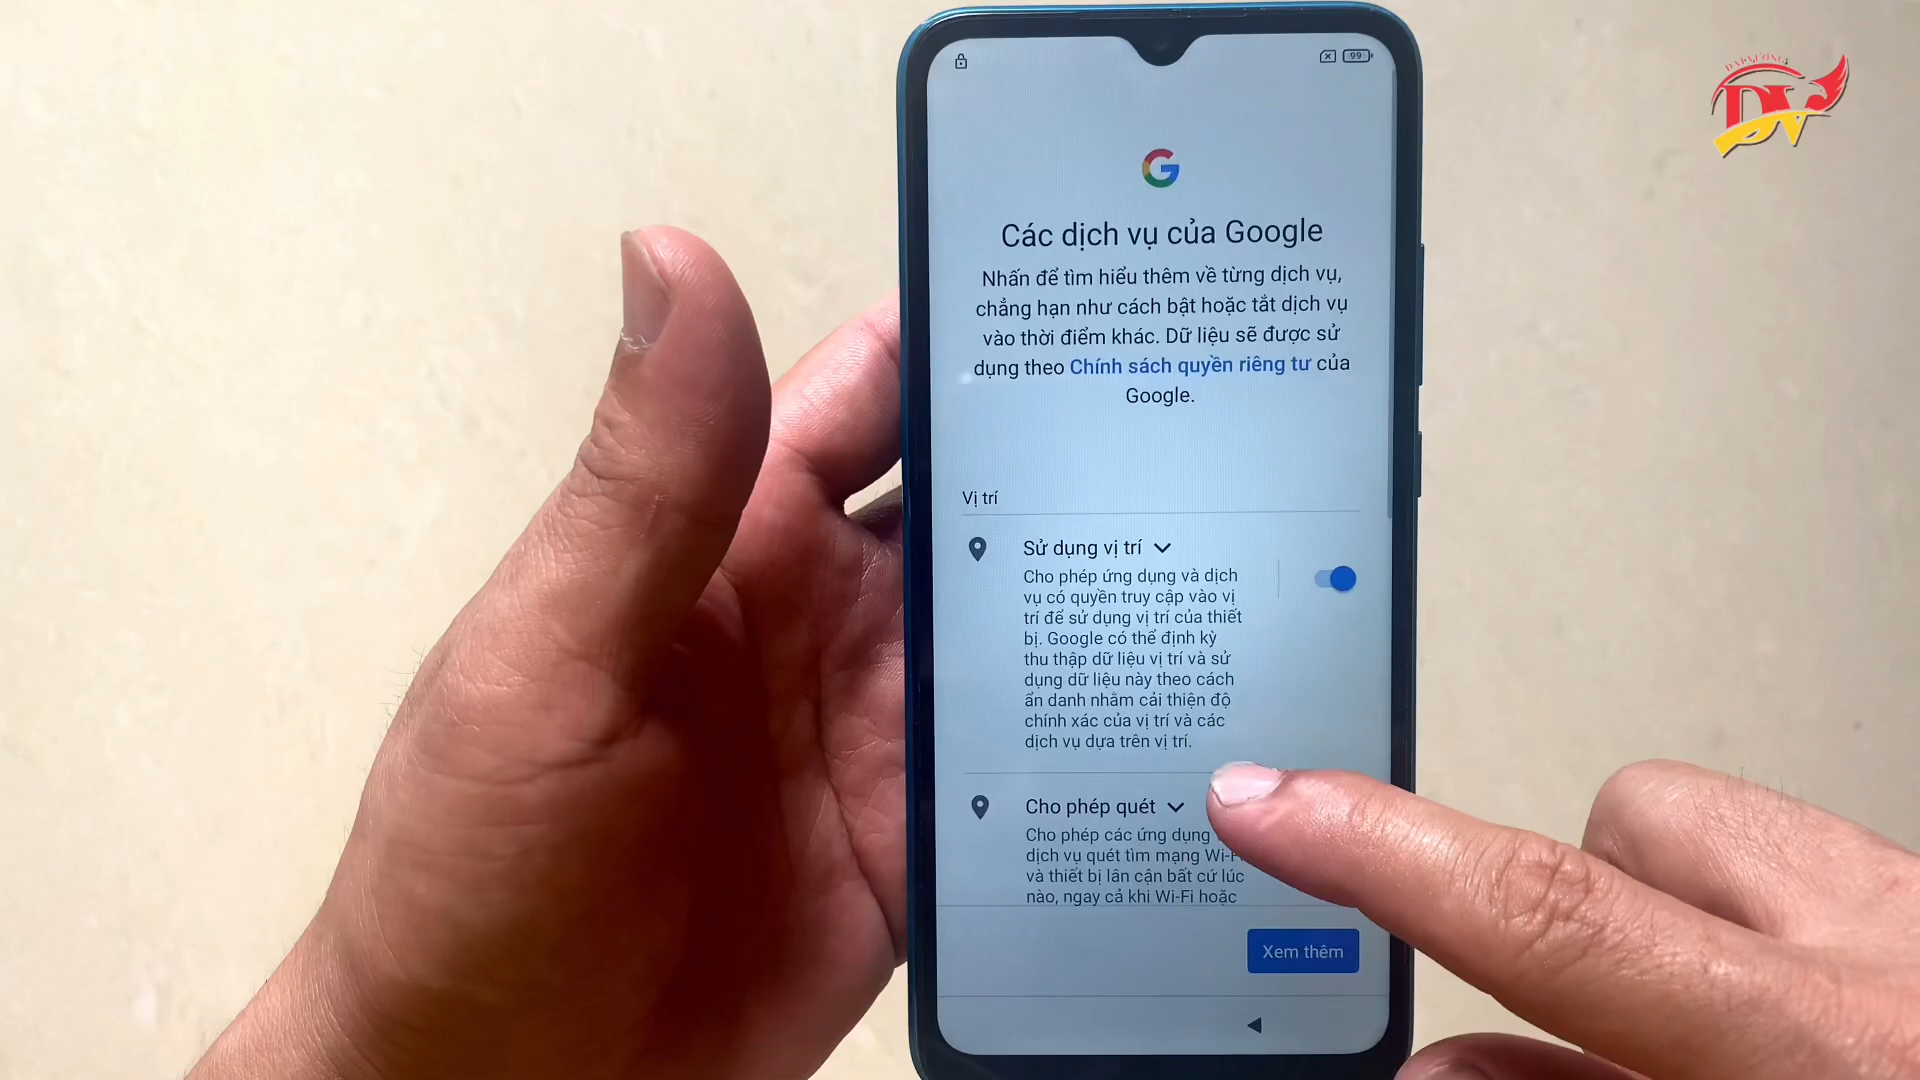 99
ĐẠI VƯƠNG
DV
Các dịch vụ của Google
Nhấn để tìm hiểu thêm về từng dịch vụ,
chẳng hạn như cách bật hoặc tắt dịch vụ
vào thời điểm khác. Dữ liệu sẽ được sử
dụng theo Chính sách quyền riêng tư của
Google.
Vị trí
Sử dụng vị trí
Cho phép ứng dụng và dịch
vụ có quyền truy cập vào vị
trí để sử dụng vị trí của thiết
bị. Google có thể định kỳ
thu thập dữ liệu vị trí và sử
dụng dữ liệu này theo cách
ẩn danh nhằm cải thiện độ
chính xác của vị trí và các
dịch vụ dựa trên vị trí.
Cho phép quét
Cho phép các ứng dụng
dịch vụ quét tìm mạng Wi-F
và thiết bị lân cận bất cứ lúc
nào, ngay cả khi Wi-Fi hoặc
Xem thêm